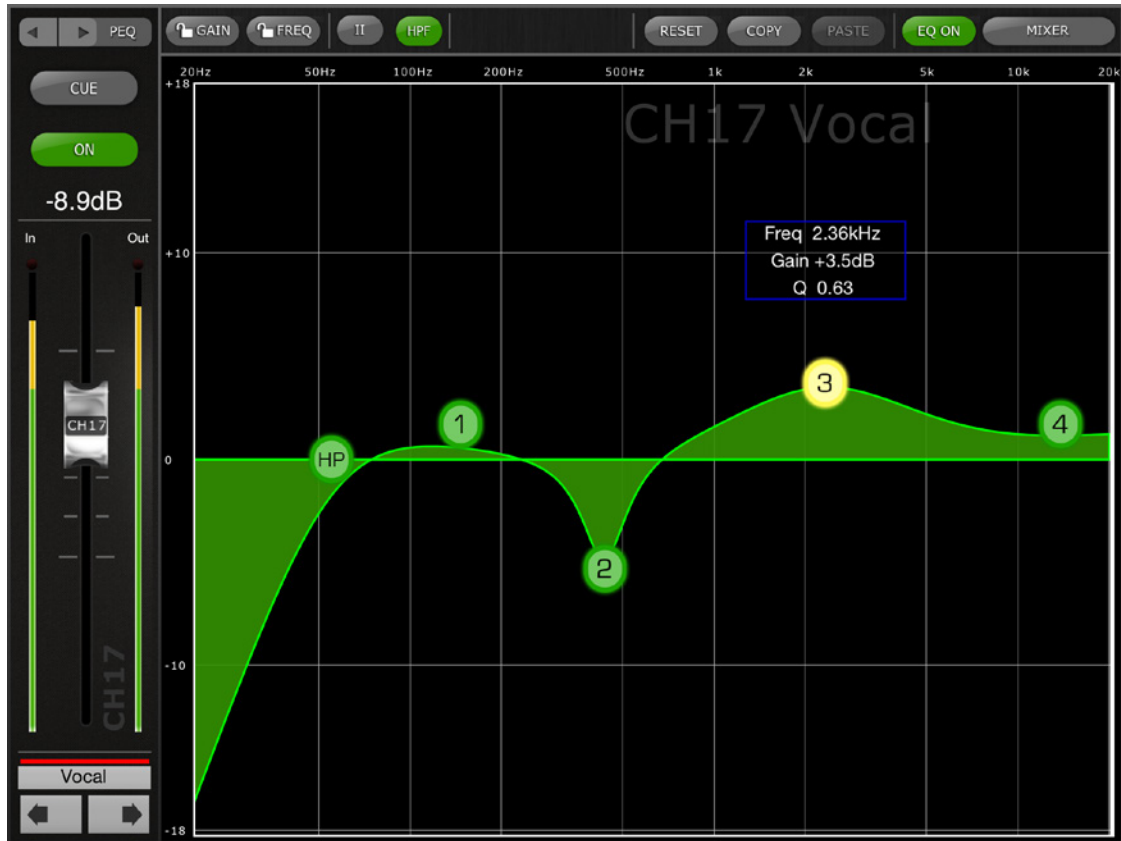 PEQ
GAIN FREQ II HPF RESET COPY PASTE EQ ON MIXER
CUE
ON
-8.9dB
In Out
CH17
CH17
Vocal
20Hz 50Hz 100Hz 200Hz 500Hz 1k 2k 5k 10k 20k
+18
CH17 Vocal
Freq 2.36kHz
+10
Gain +3.5dB
Q 0.63
3
1 4
0 HP
2
-10
-18